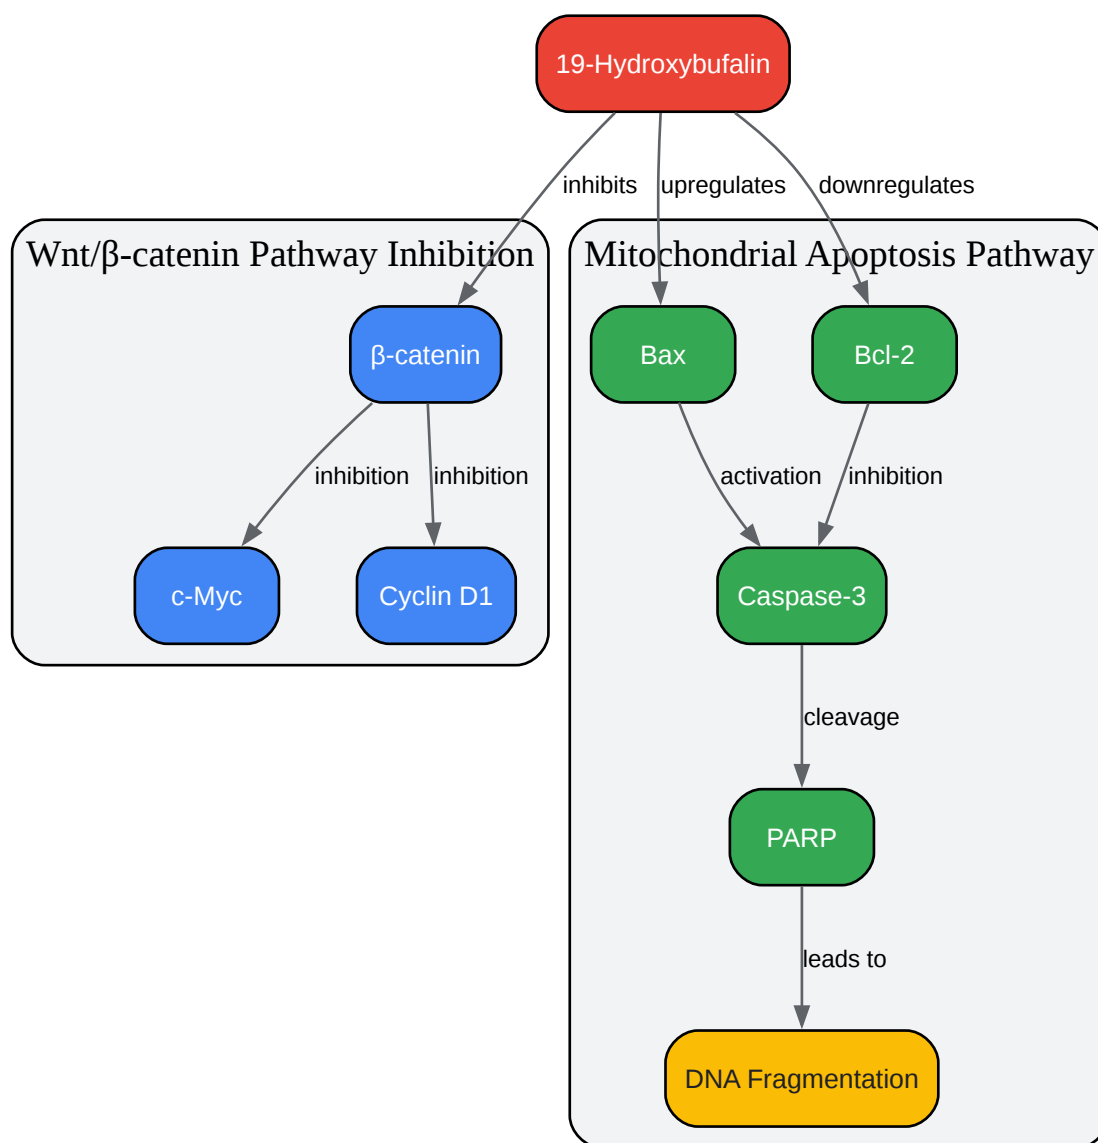 19-Hydroxybufalin
inhibits
upregulates
downregulates
Wnt/β-catenin Pathway Inhibition
Mitochondrial Apoptosis Pathway
β-catenin
Bax
Bcl-2
inhibition
inhibition
activation
inhibition
c-Myc
Cyclin D1
Caspase-3
cleavage
PARP
leads to
DNA Fragmentation